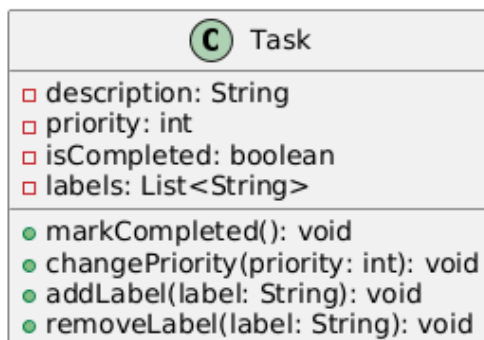 C Task
description: String
priority: int
isCompleted: boolean
labels: List<String>
markCompleted(): void
changePriority(priority: int): void
addLabel(label: String): void
removeLabel(label: String): void